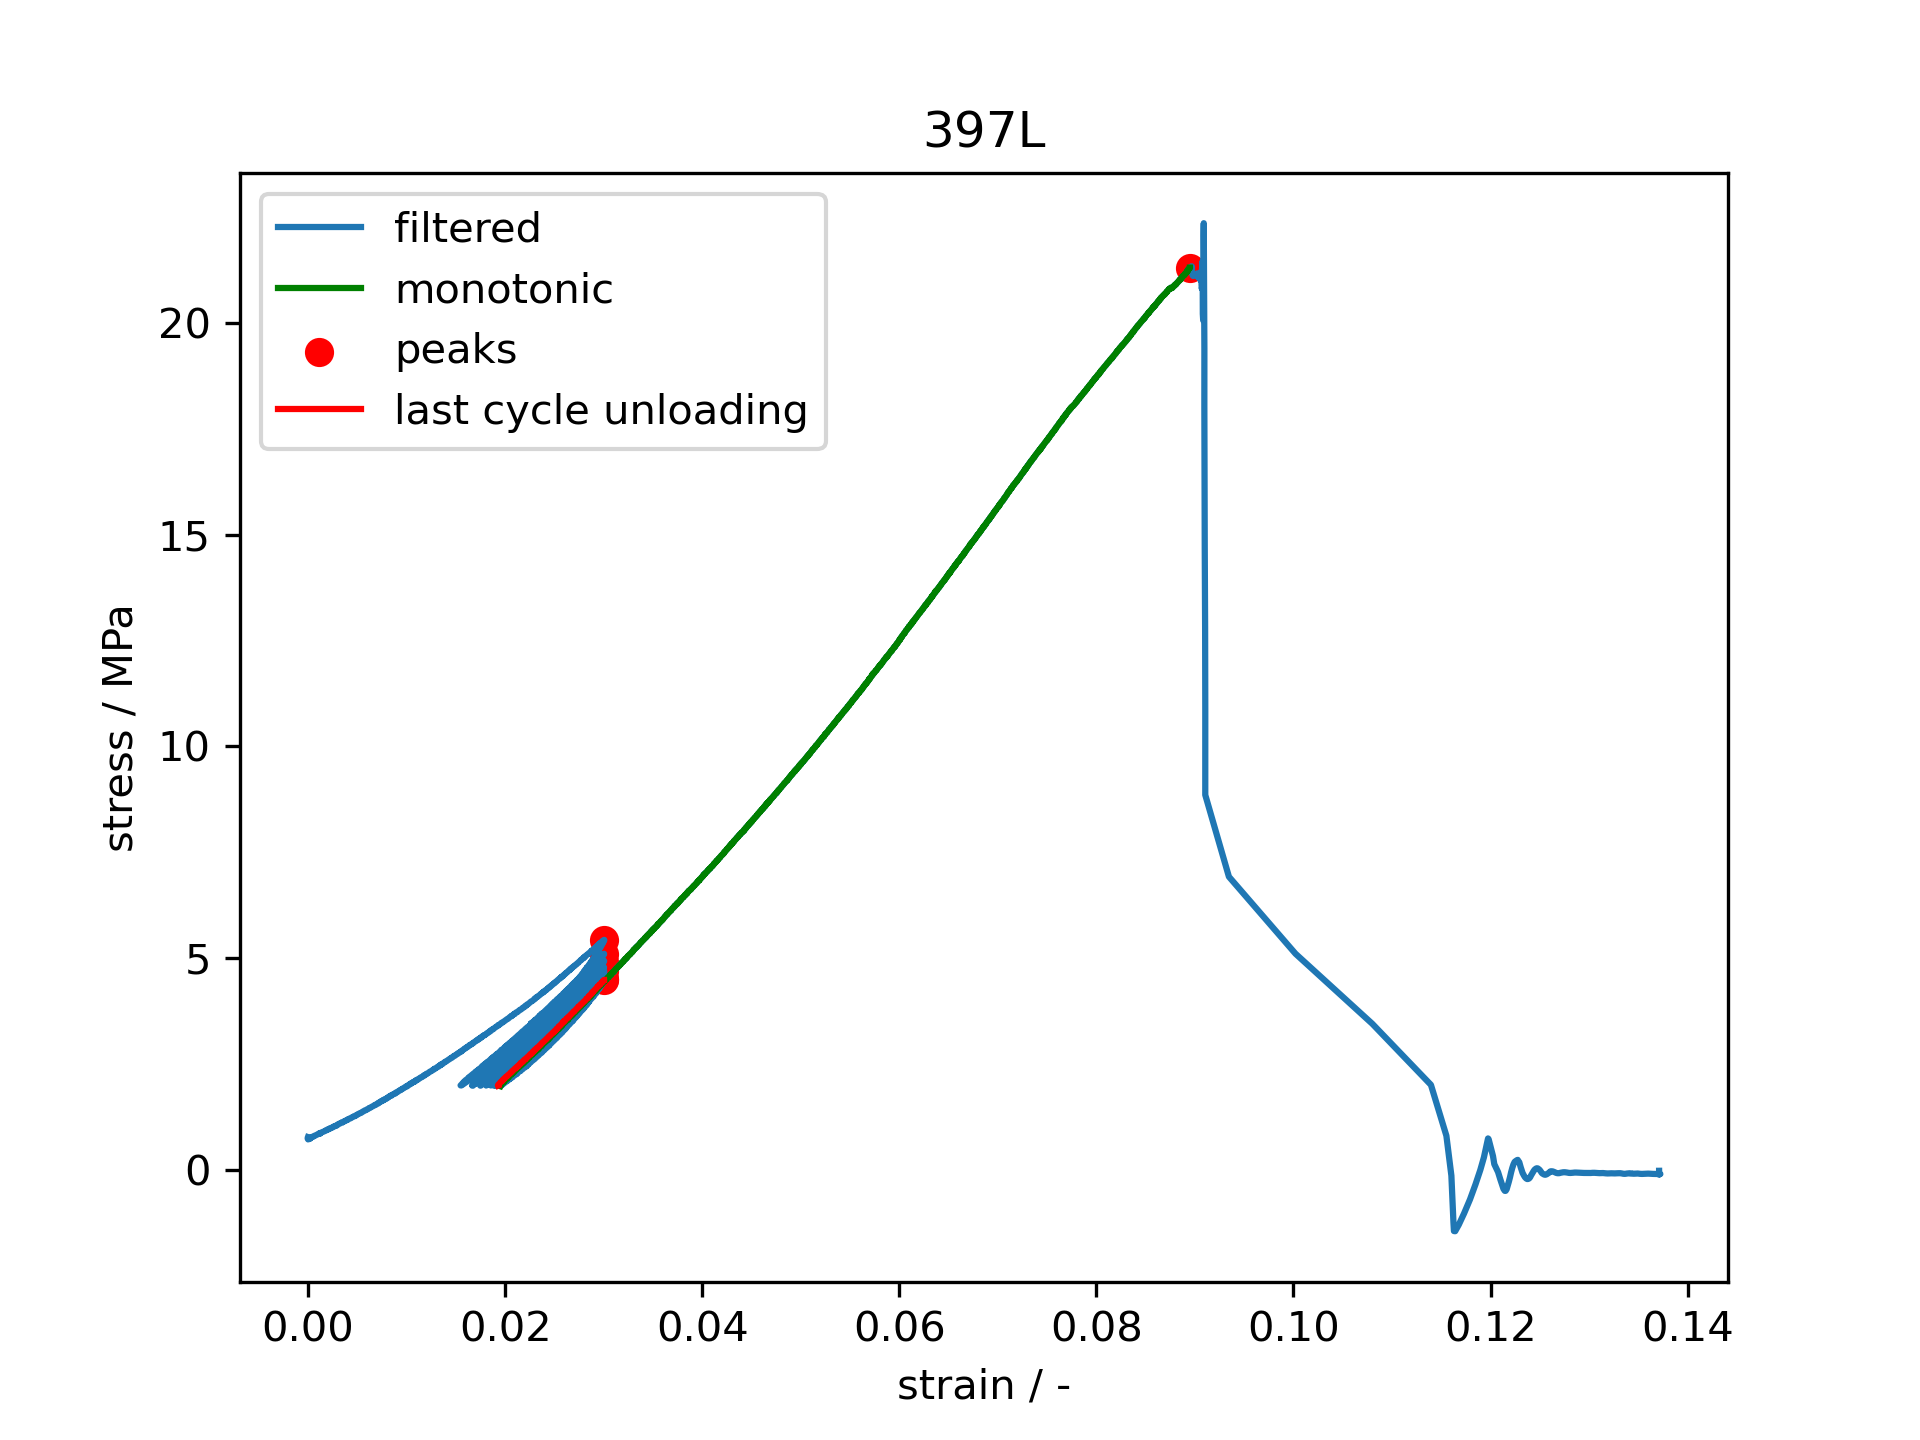 397L
filtered
monotonic
peaks
last cycle unloading
20
15
10
5
0
stress / MPa
0.00 0.02 0.04 0.06 0.08 0.10 0.12 0.14
strain / -